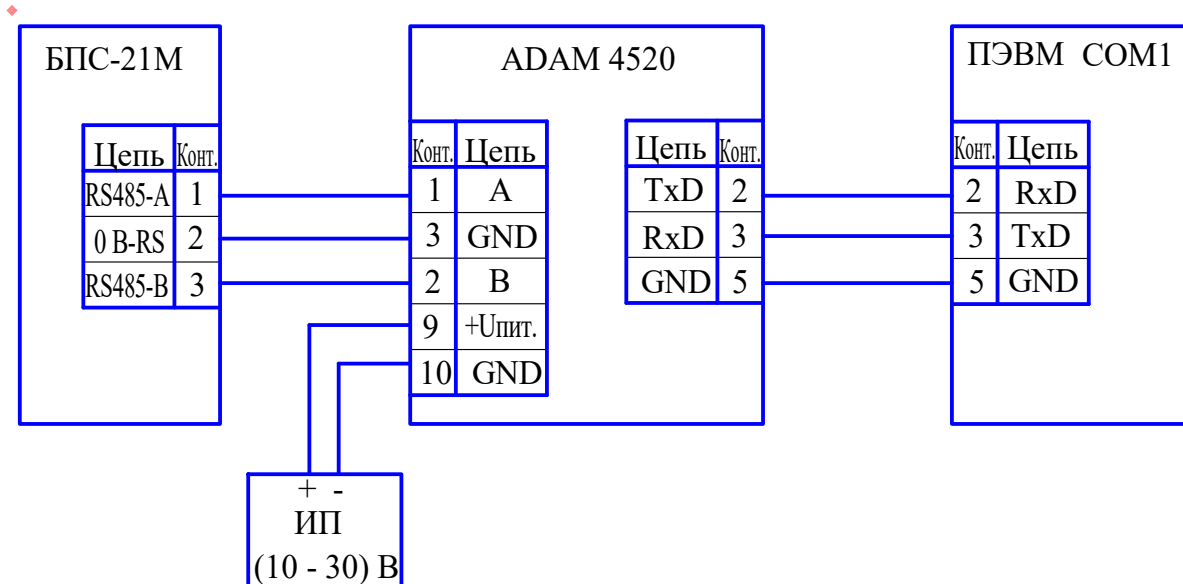 БПС-21М
Цепь Конт.
RS485-A 1
0 В-RS 2
RS485-B 3
ADAM 4520
Конт. Цепь
1 A
3 GND
2 B
9 +Uпит.
10 GND
Цепь Конт.
TxD 2
RxD 3
GND 5
ПЭВМ COM1
Конт. Цепь
2 RxD
3 TxD
5 GND
+ -
ИП
(10 - 30) В